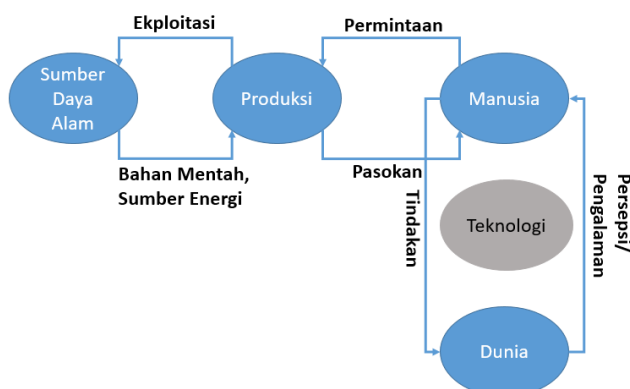 Ekploitasi
Permintaan
Sumber
Daya
Alam
Produksi
Manusia
Bahan Mentah,
Sumber Energi
Pasokan
Tindakan
Teknologi
Persepsi/
Pengalaman
Dunia